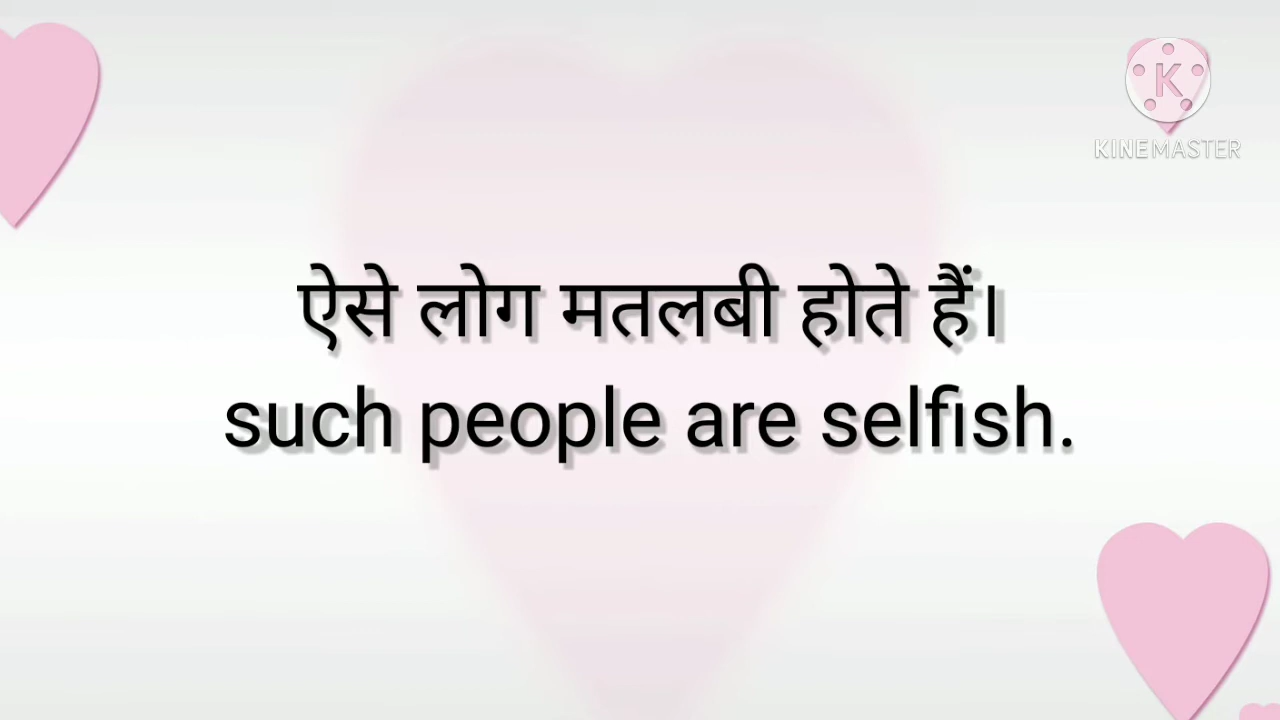 K
KINEMASTER
ऐसे लोग मतलबी होते हैं।
such people are selfish.